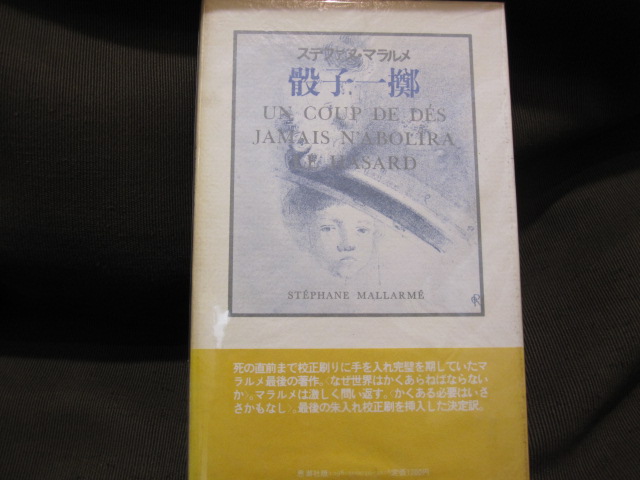 ステファヌ・マラルメ
骰子一擲
UN COUP DE DÉS
JAMAIS N'ABOLIRA
LE HASARD
STÉPHANE MALLARMÉ
死の直前まで校正刷りに手を入れ完璧を期していたマ
ラルメ最後の著作。〈なぜ世界はかくあらねばならない
か〉。マラルメは激しく問い返す。〈かくある必要はいさ
さかもなし〉。最後の朱入れ校正刷を挿入した決定訳。